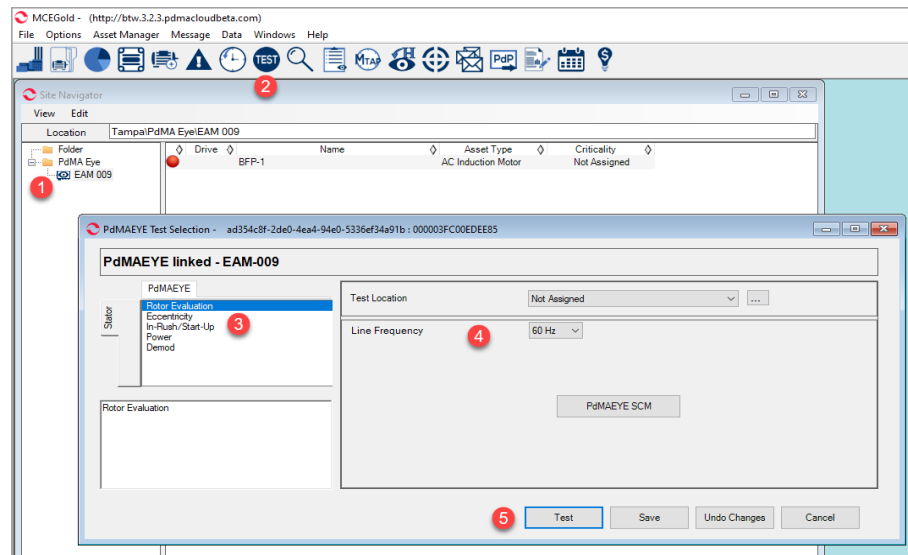 MCEGold - (http://btw.3.2.3.pdmacloudbeta.com)
File Options Asset Manager Message Data Windows Help
TEST MTAP PdP
2
Site Navigator
View Edit
Location Tampa\PdMA Eye\EAM 009
Folder
PdMA Eye
EAM 009
1
Drive Name Asset Type Criticality
BFP-1 AC Induction Motor Not Assigned
PdMAEYE Test Selection - ad354c8f-2de0-4ea4-94e0-5336ef34a91b : 000003FC00EDEE85
PdMAEYE linked - EAM-009
PdMAEYE
Stator
Rotor Evaluation
Eccentricity
In-Rush/Start-Up
Power
Demod
3
Test Location Not Assigned ...
Line Frequency 4 60 Hz
PdMAEYE SCM
Rotor Evaluation
5 Test Save Undo Changes Cancel